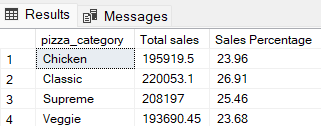 Results Messages
pizza_category Total sales Sales Percentage
1 Chicken 195919.5 23.96
2 Classic 220053.1 26.91
3 Supreme 208197 25.46
4 Veggie 193690.45 23.68